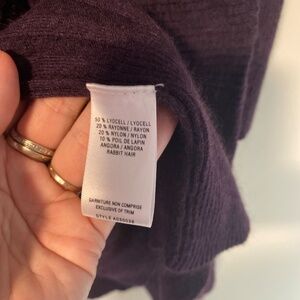 50 % LYOCELL / LYOCELL
20 % RAYONNE / RAYON
20 % NYLON / NYLON
10 % POIL DE LAPIN
ANGORA / ANGORA
RABBIT HAIR
GARNITURE NON COMPRISE
EXCLUSIVE OF TRIM
STYLE